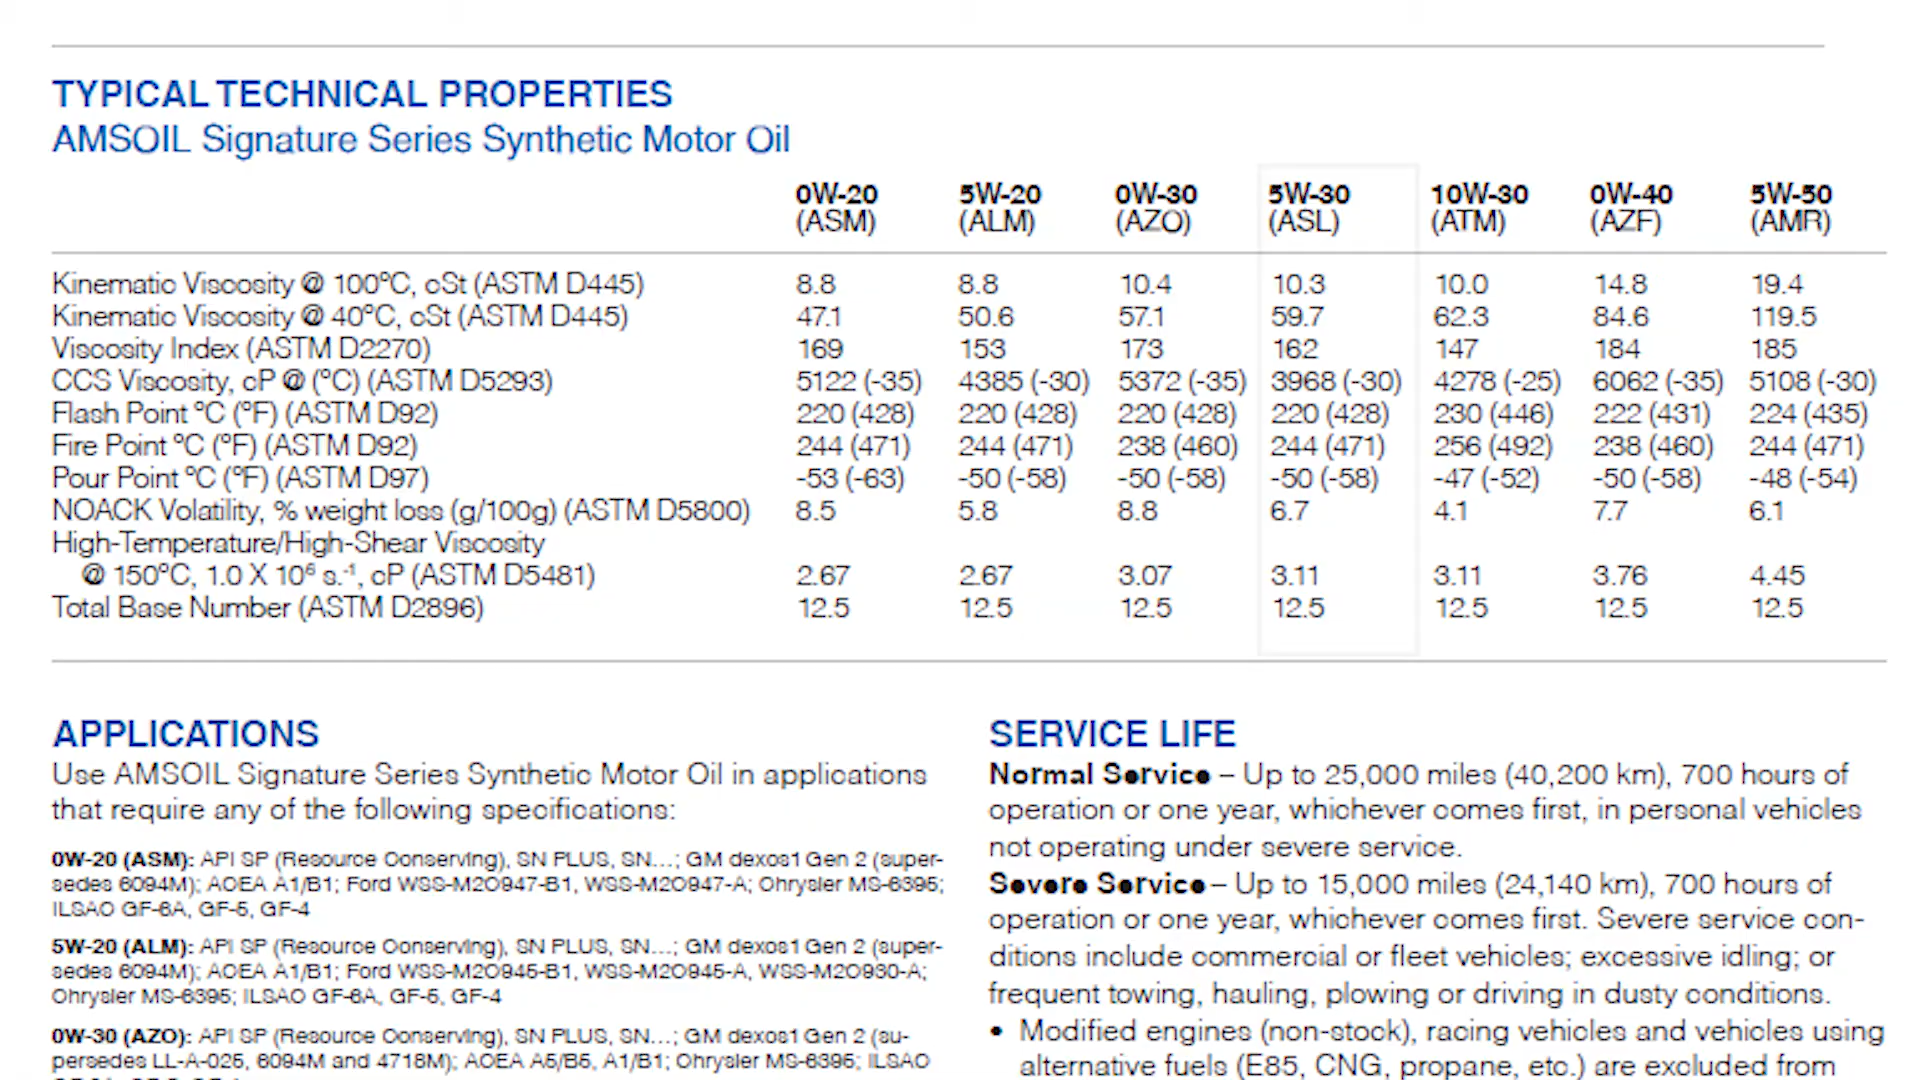 TYPICAL TECHNICAL PROPERTIES
AMSOIL Signature Series Synthetic Motor Oil
0W-20 5W-20 0W-30 5W-30 10W-30 0W-40 5W-50
(ASM) (ALM) (AZO) (ASL) (ATM) (AZF) (AMR)
Kinematic Viscosity @ 100°C, cSt (ASTM D445) 8.8 8.8 10.4 10.3 10.0 14.8 19.4
Kinematic Viscosity @ 40°C, cSt (ASTM D445) 47.1 50.6 57.1 59.7 62.3 84.6 119.5
Viscosity Index (ASTM D2270) 169 153 173 162 147 184 185
CCS Viscosity, cP @ (°C) (ASTM D5293) 5122 (-35) 4385 (-30) 5372 (-35) 3968 (-30) 4278 (-25) 6062 (-35) 5108 (-30)
Flash Point °C (°F) (ASTM D92) 220 (428) 220 (428) 220 (428) 220 (428) 230 (446) 222 (431) 224 (435)
Fire Point °C (°F) (ASTM D92) 244 (471) 244 (471) 238 (460) 244 (471) 256 (492) 238 (460) 244 (471)
Pour Point °C (°F) (ASTM D97) -53 (-63) -50 (-58) -50 (-58) -50 (-58) -47 (-52) -50 (-58) -48 (-54)
NOACK Volatility, % weight loss (g/100g) (ASTM D5800) 8.5 5.8 8.8 6.7 4.1 7.7 6.1
High-Temperature/High-Shear Viscosity
@ 150°C, 1.0 X 10⁶ s.⁻¹, cP (ASTM D5481) 2.67 2.67 3.07 3.11 3.11 3.76 4.45
Total Base Number (ASTM D2896) 12.5 12.5 12.5 12.5 12.5 12.5 12.5
APPLICATIONS
Use AMSOIL Signature Series Synthetic Motor Oil in applications
that require any of the following specifications:
0W-20 (ASM): API SP (Resource Conserving), SN PLUS, SN...; GM dexos1 Gen 2 (super-
sedes 6094M); ACEA A1/B1; Ford WSS-M2C947-B1, WSS-M2C947-A; Chrysler MS-6395;
ILSAC GF-6A, GF-5, GF-4
5W-20 (ALM): API SP (Resource Conserving), SN PLUS, SN...; GM dexos1 Gen 2 (super-
sedes 6094M); ACEA A1/B1; Ford WSS-M2C945-B1, WSS-M2C945-A, WSS-M2C930-A;
Chrysler MS-6395; ILSAC GF-6A, GF-5, GF-4
0W-30 (AZO): API SP (Resource Conserving), SN PLUS, SN...; GM dexos1 Gen 2 (su-
persedes LL-A-025, 6094M and 4718M); ACEA A5/B5, A1/B1; Chrysler MS-6395; ILSAC
SERVICE LIFE
Normal Service – Up to 25,000 miles (40,200 km), 700 hours of
operation or one year, whichever comes first, in personal vehicles
not operating under severe service.
Severe Service – Up to 15,000 miles (24,140 km), 700 hours of
operation or one year, whichever comes first. Severe service con-
ditions include commercial or fleet vehicles; excessive idling; or
frequent towing, hauling, plowing or driving in dusty conditions.
• Modified engines (non-stock), racing vehicles and vehicles using
alternative fuels (E85, CNG, propane, etc.) are excluded from